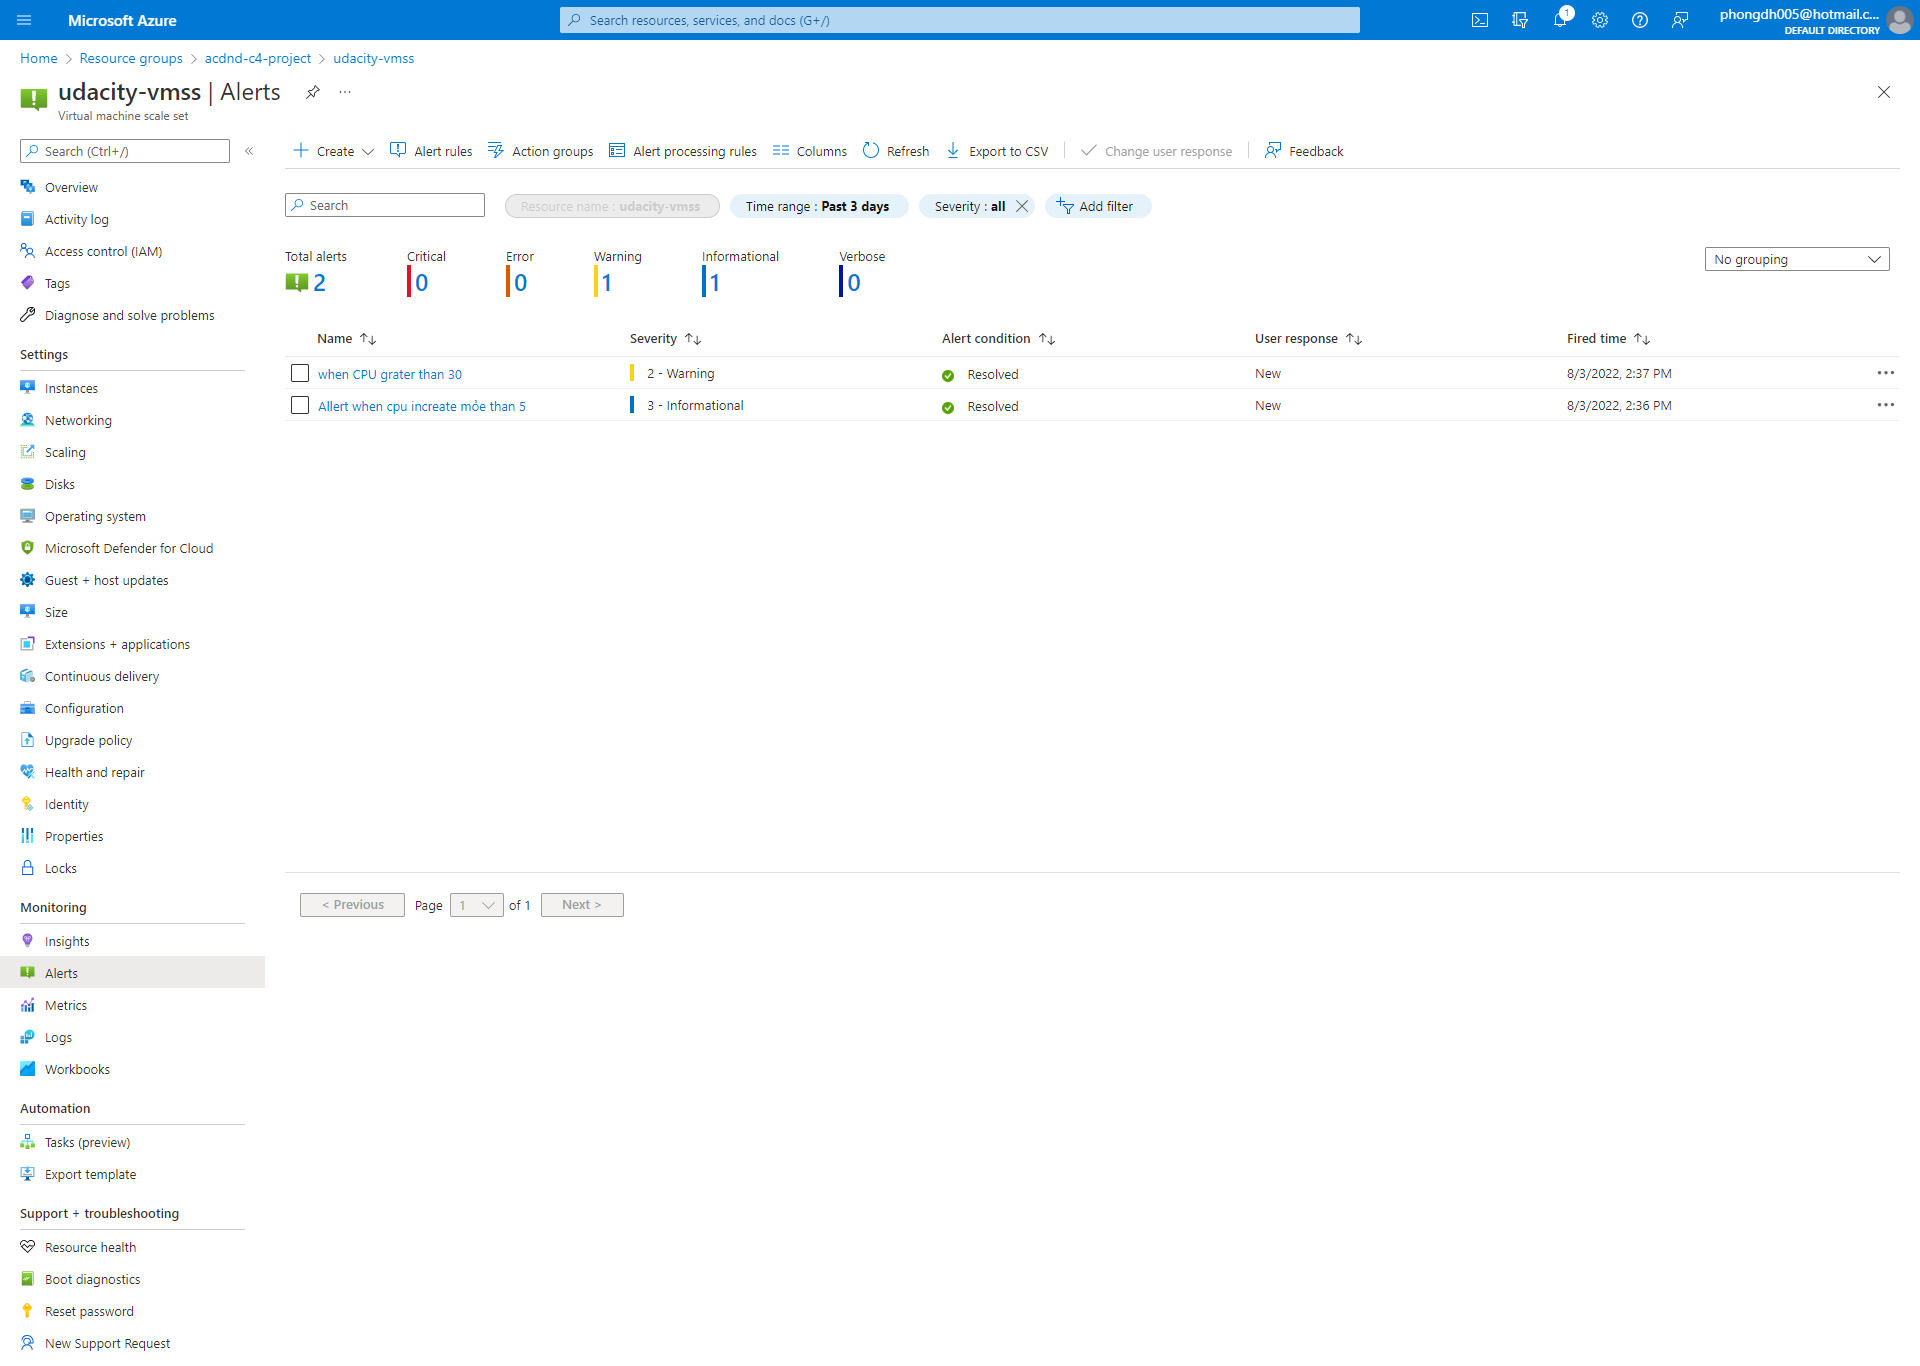 Microsoft Azure
Search resources, services, and docs (G+/)
1
phongdh005@hotmail.c...
DEFAULT DIRECTORY
Home > Resource groups > acdnd-c4-project > udacity-vmss
udacity-vmss | Alerts
Virtual machine scale set
Search (Ctrl+/)
Overview
Activity log
Access control (IAM)
Tags
Diagnose and solve problems
Settings
Instances
Networking
Scaling
Disks
Operating system
Microsoft Defender for Cloud
Guest + host updates
Size
Extensions + applications
Continuous delivery
Configuration
Upgrade policy
Health and repair
Identity
Properties
Locks
Monitoring
Insights
Alerts
Metrics
Logs
Workbooks
Automation
Tasks (preview)
Export template
Support + troubleshooting
Resource health
Boot diagnostics
Reset password
New Support Request
Create Alert rules Action groups Alert processing rules Columns Refresh Export to CSV Change user response Feedback
Search Resource name : udacity-vmss Time range : Past 3 days Severity : all Add filter
Total alerts Critical Error Warning Informational Verbose
2 0 0 1 1 0
No grouping
Name Severity Alert condition User response Fired time
when CPU grater than 30 2 - Warning Resolved New 8/3/2022, 2:37 PM
Allert when cpu increate mỏe than 5 3 - Informational Resolved New 8/3/2022, 2:36 PM
< Previous Page 1 of 1 Next >